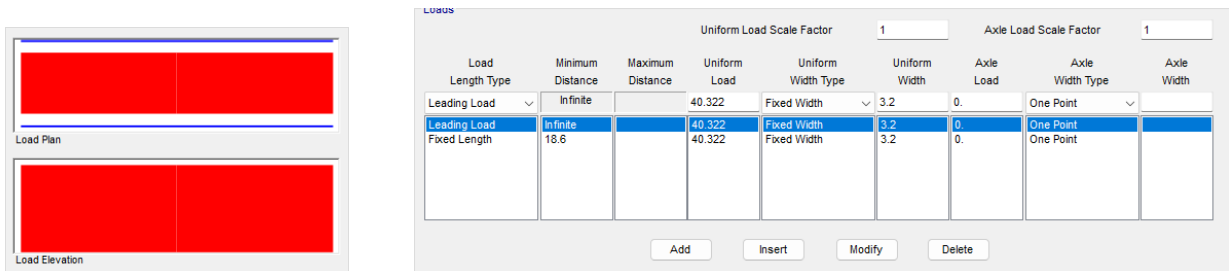 Loads
Uniform Load Scale Factor 1 Axle Load Scale Factor 1
Load Length Type Minimum Distance Maximum Distance Uniform Load Uniform Width Type Uniform Width Axle Load Axle Width Type Axle Width
Leading Load Infinite 40.322 Fixed Width 3.2 0. One Point
Leading Load Infinite 40.322 Fixed Width 3.2 0. One Point
Fixed Length 18.6 40.322 Fixed Width 3.2 0. One Point
Add Insert Modify Delete
Load Plan
Load Elevation